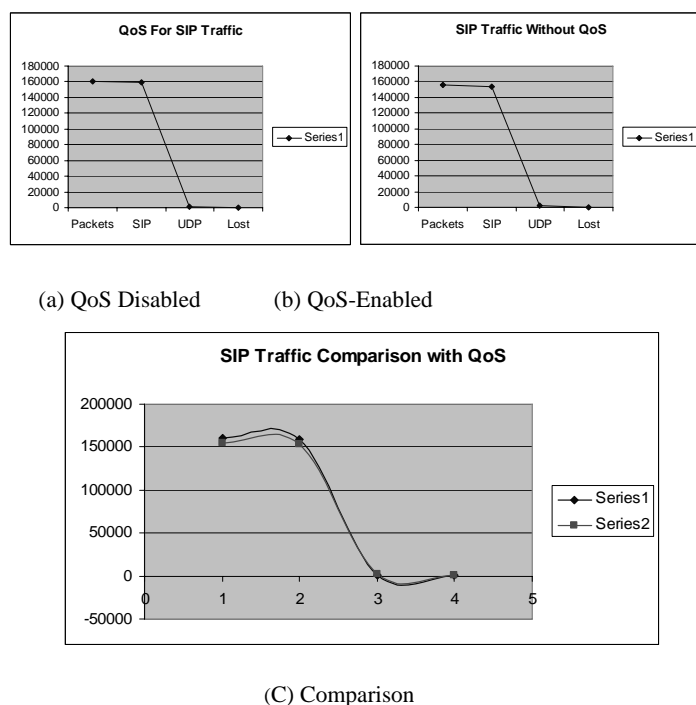 QoS For SIP Traffic
180000
160000
140000
120000
100000
80000
60000
40000
20000
0
Packets SIP UDP Lost
Series1
SIP Traffic Without QoS
180000
160000
140000
120000
100000
80000
60000
40000
20000
0
Packets SIP UDP Lost
Series1
(a) QoS Disabled (b) QoS-Enabled
SIP Traffic Comparison with QoS
200000
150000
100000
50000
0
-50000
0 1 2 3 4 5
Series1
Series2
(C) Comparison